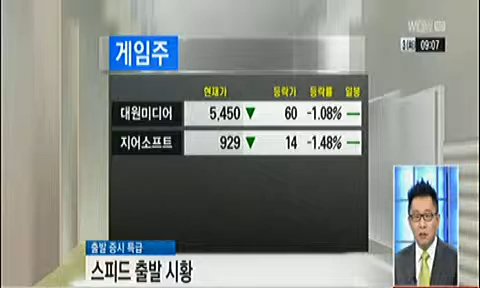 게임주
현재가 등락가 등락률 일봉
대원미디어 5,450 ▼ 60 -1.08%
지어소프트 929 ▼ 14 -1.48%
09:07
출발 증시 특급
스피드 출발 시황